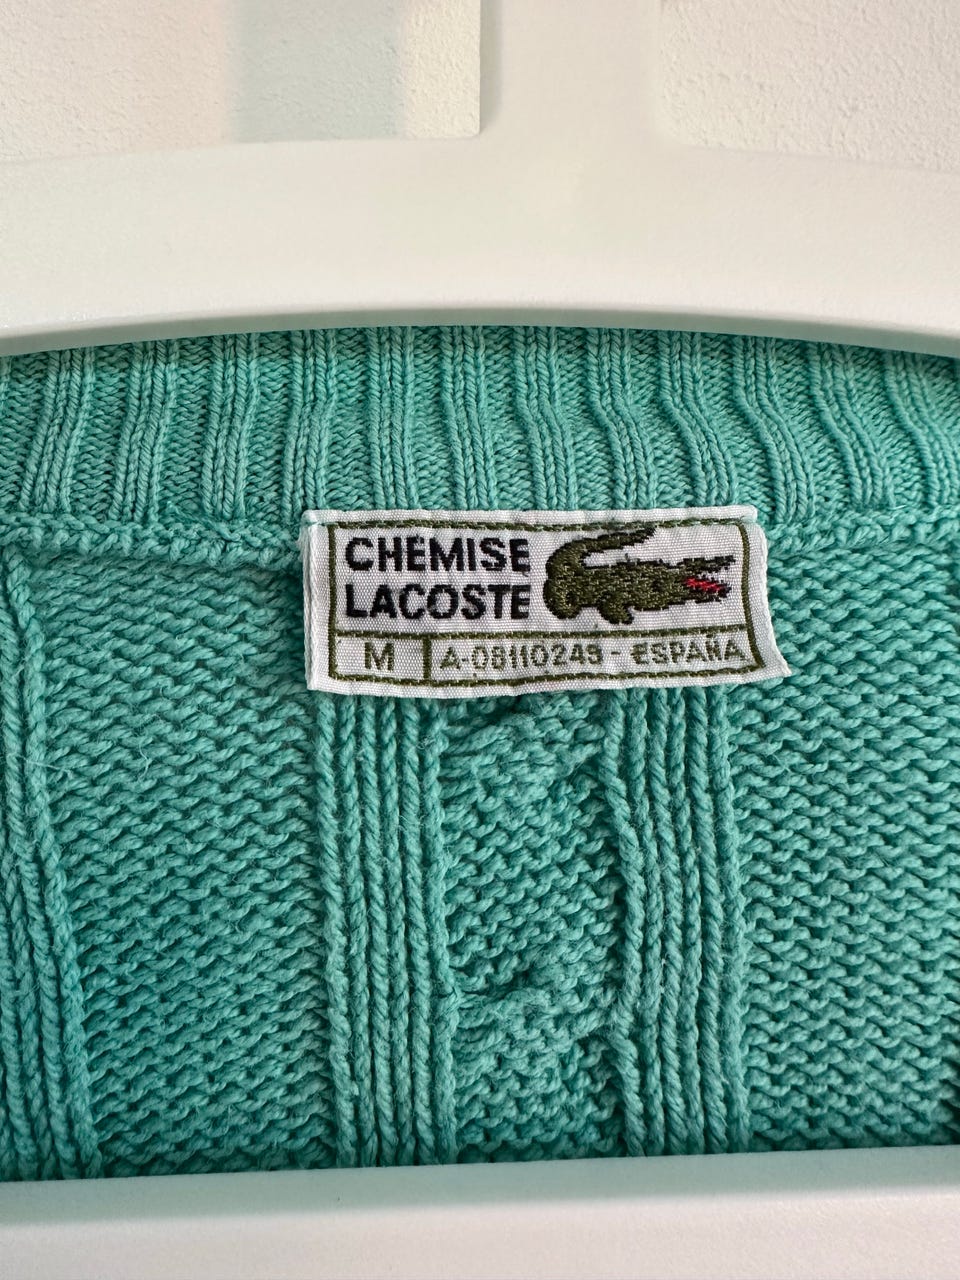 CHEMISE
LACOSTE
M A-08110249 - ESPAÑA